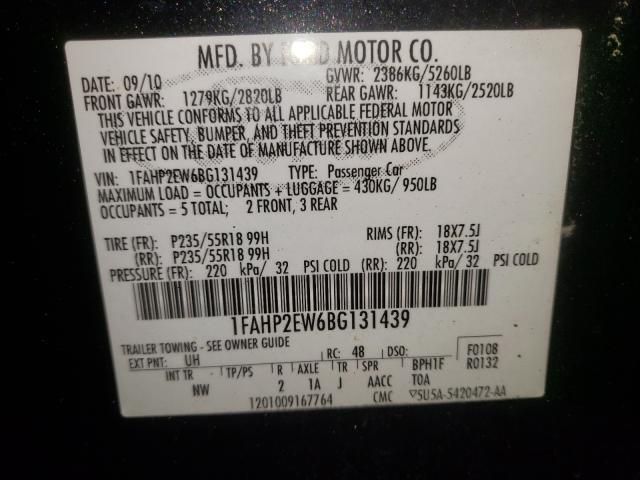 MFD. BY FORD MOTOR CO.
DATE: 09/10 GVWR: 2386KG/5260LB
FRONT GAWR: 1279KG/2820LB REAR GAWR: 1143KG/2520LB
THIS VEHICLE CONFORMS TO ALL APPLICABLE FEDERAL MOTOR
VEHICLE SAFETY, BUMPER, AND THEFT PREVENTION STANDARDS
IN EFFECT ON THE DATE OF MANUFACTURE SHOWN ABOVE.
VIN: 1FAHP2EW6BG131439 TYPE: Passenger Car
MAXIMUM LOAD = OCCUPANTS + LUGGAGE = 430KG/ 950LB
OCCUPANTS = 5 TOTAL; 2 FRONT, 3 REAR
TIRE (FR): P235/55R18 99H RIMS (FR): 18X7.5J
(RR): P235/55R18 99H (RR): 18X7.5J
PRESSURE (FR): 220 kPa/ 32 PSI COLD (RR): 220 kPa/ 32 PSI COLD
1FAHP2EW6BG131439
TRAILER TOWING - SEE OWNER GUIDE
EXT PNT: UH RC: 48 DSO: F0108
INT TR TP/PS R AXLE TR SPR BPH1F R0132
NW 2 1A J AACC TOA
1201009167764 CMC ▽5U5A-5420472-AA